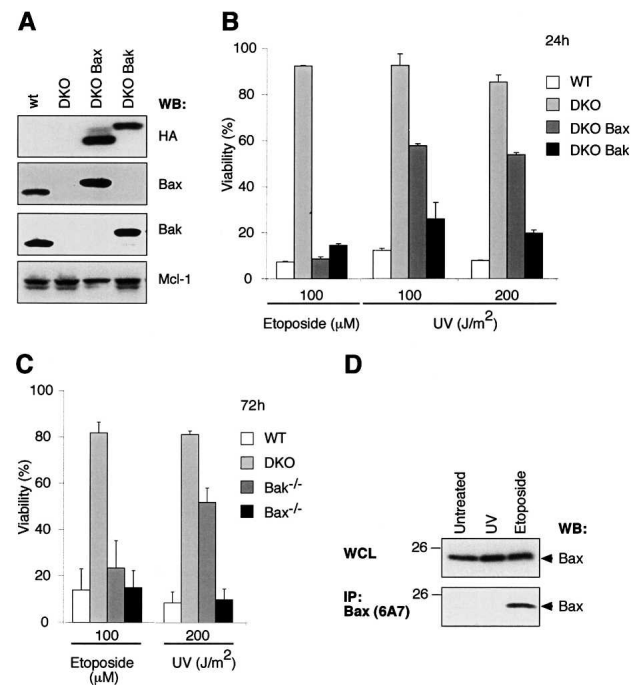 A
wt
DKO
DKO Bax
DKO Bak
WB:
HA
Bax
Bak
Mcl-1
B
Viability (%)
100
80
60
40
20
0
24h
WT
DKO
DKO Bax
DKO Bak
100
100
200
Etoposide (μM)
UV (J/m2)
C
Viability (%)
100
80
60
40
20
0
72h
WT
DKO
Bak-/-
Bax-/-
100
200
Etoposide
(μM)
UV (J/m2)
D
Untreated
UV
Etoposide
WB:
WCL
26
Bax
IP:
Bax (6A7)
26
Bax